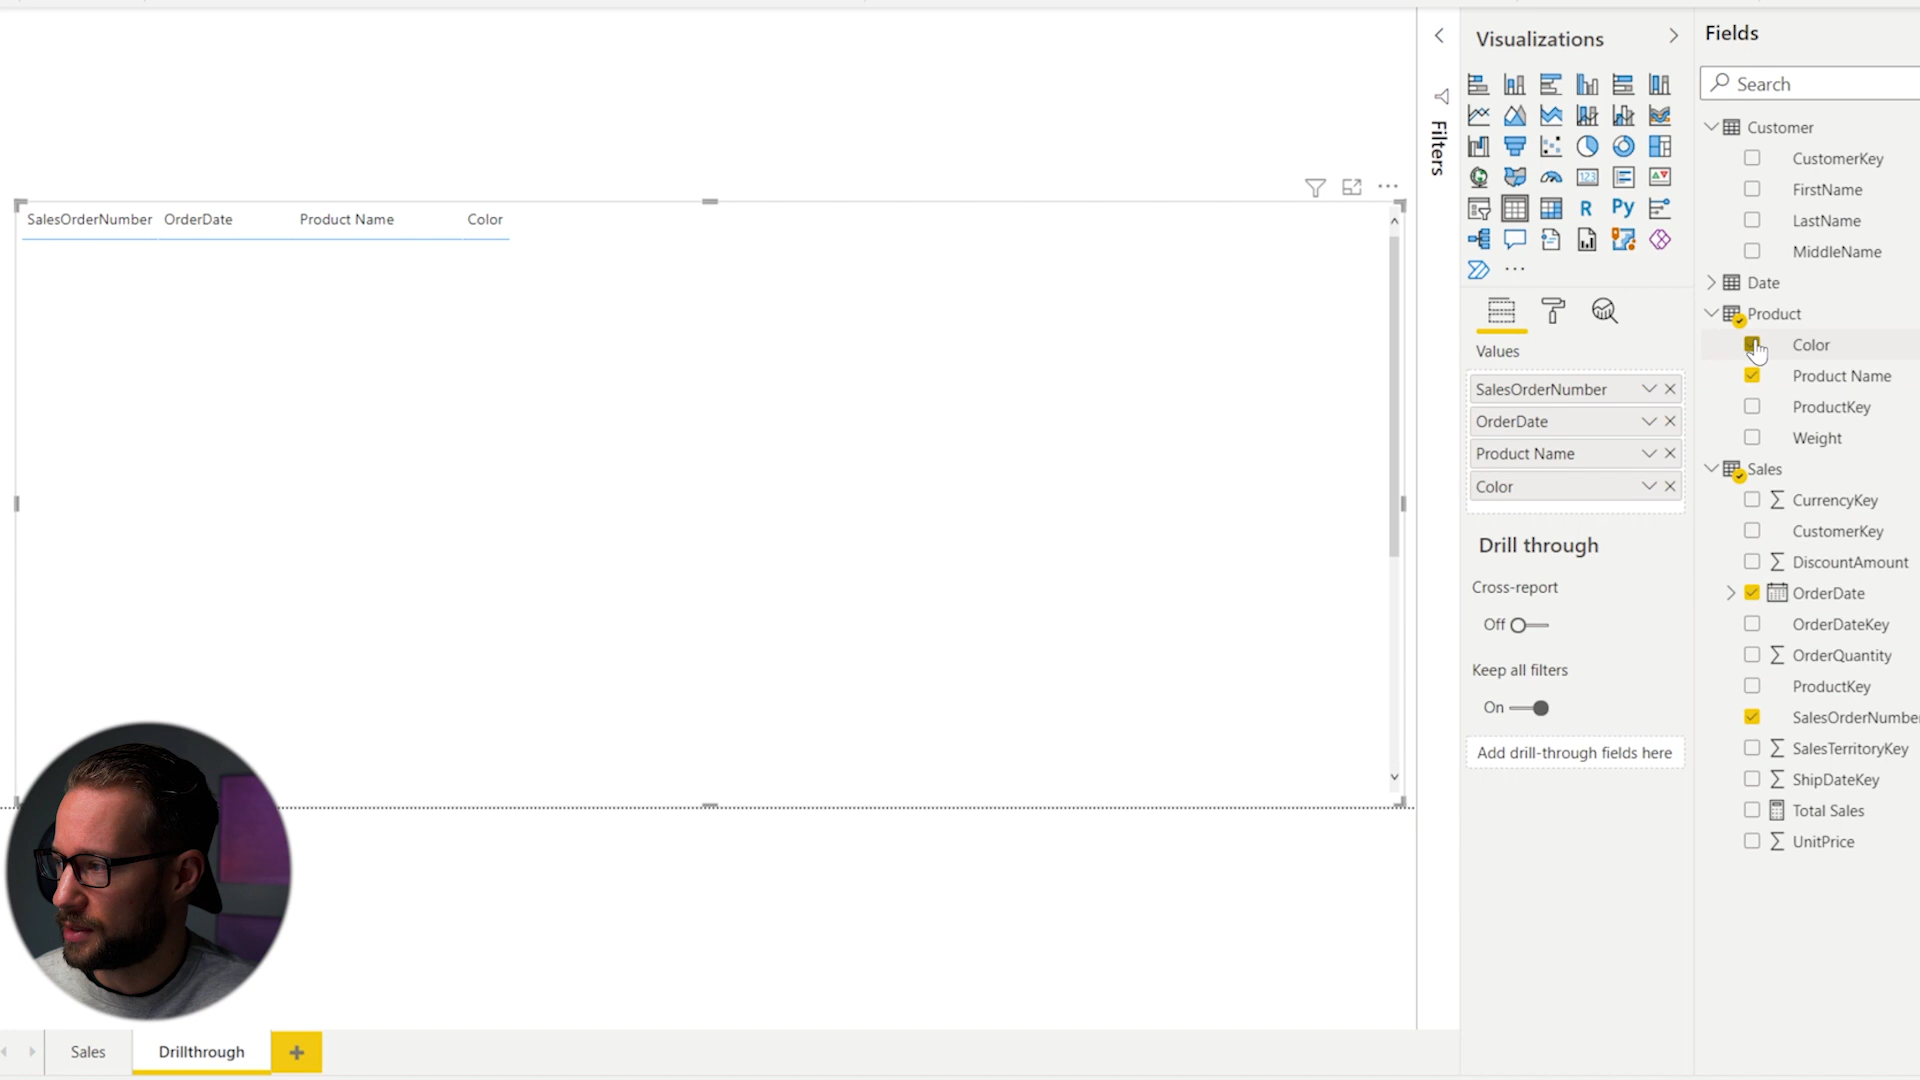 SalesOrderNumber OrderDate Product Name Color
Filters
Visualizations
123
R Py
Values
SalesOrderNumber
OrderDate
Product Name
Color
Drill through
Cross-report
Off
Keep all filters
On
Add drill-through fields here
Fields
Search
Customer
CustomerKey
FirstName
LastName
MiddleName
Date
Product
Color
Product Name
ProductKey
Weight
Sales
∑ CurrencyKey
CustomerKey
∑ DiscountAmount
OrderDate
OrderDateKey
∑ OrderQuantity
ProductKey
SalesOrderNumber
∑ SalesTerritoryKey
∑ ShipDateKey
Total Sales
∑ UnitPrice
Sales Drillthrough +